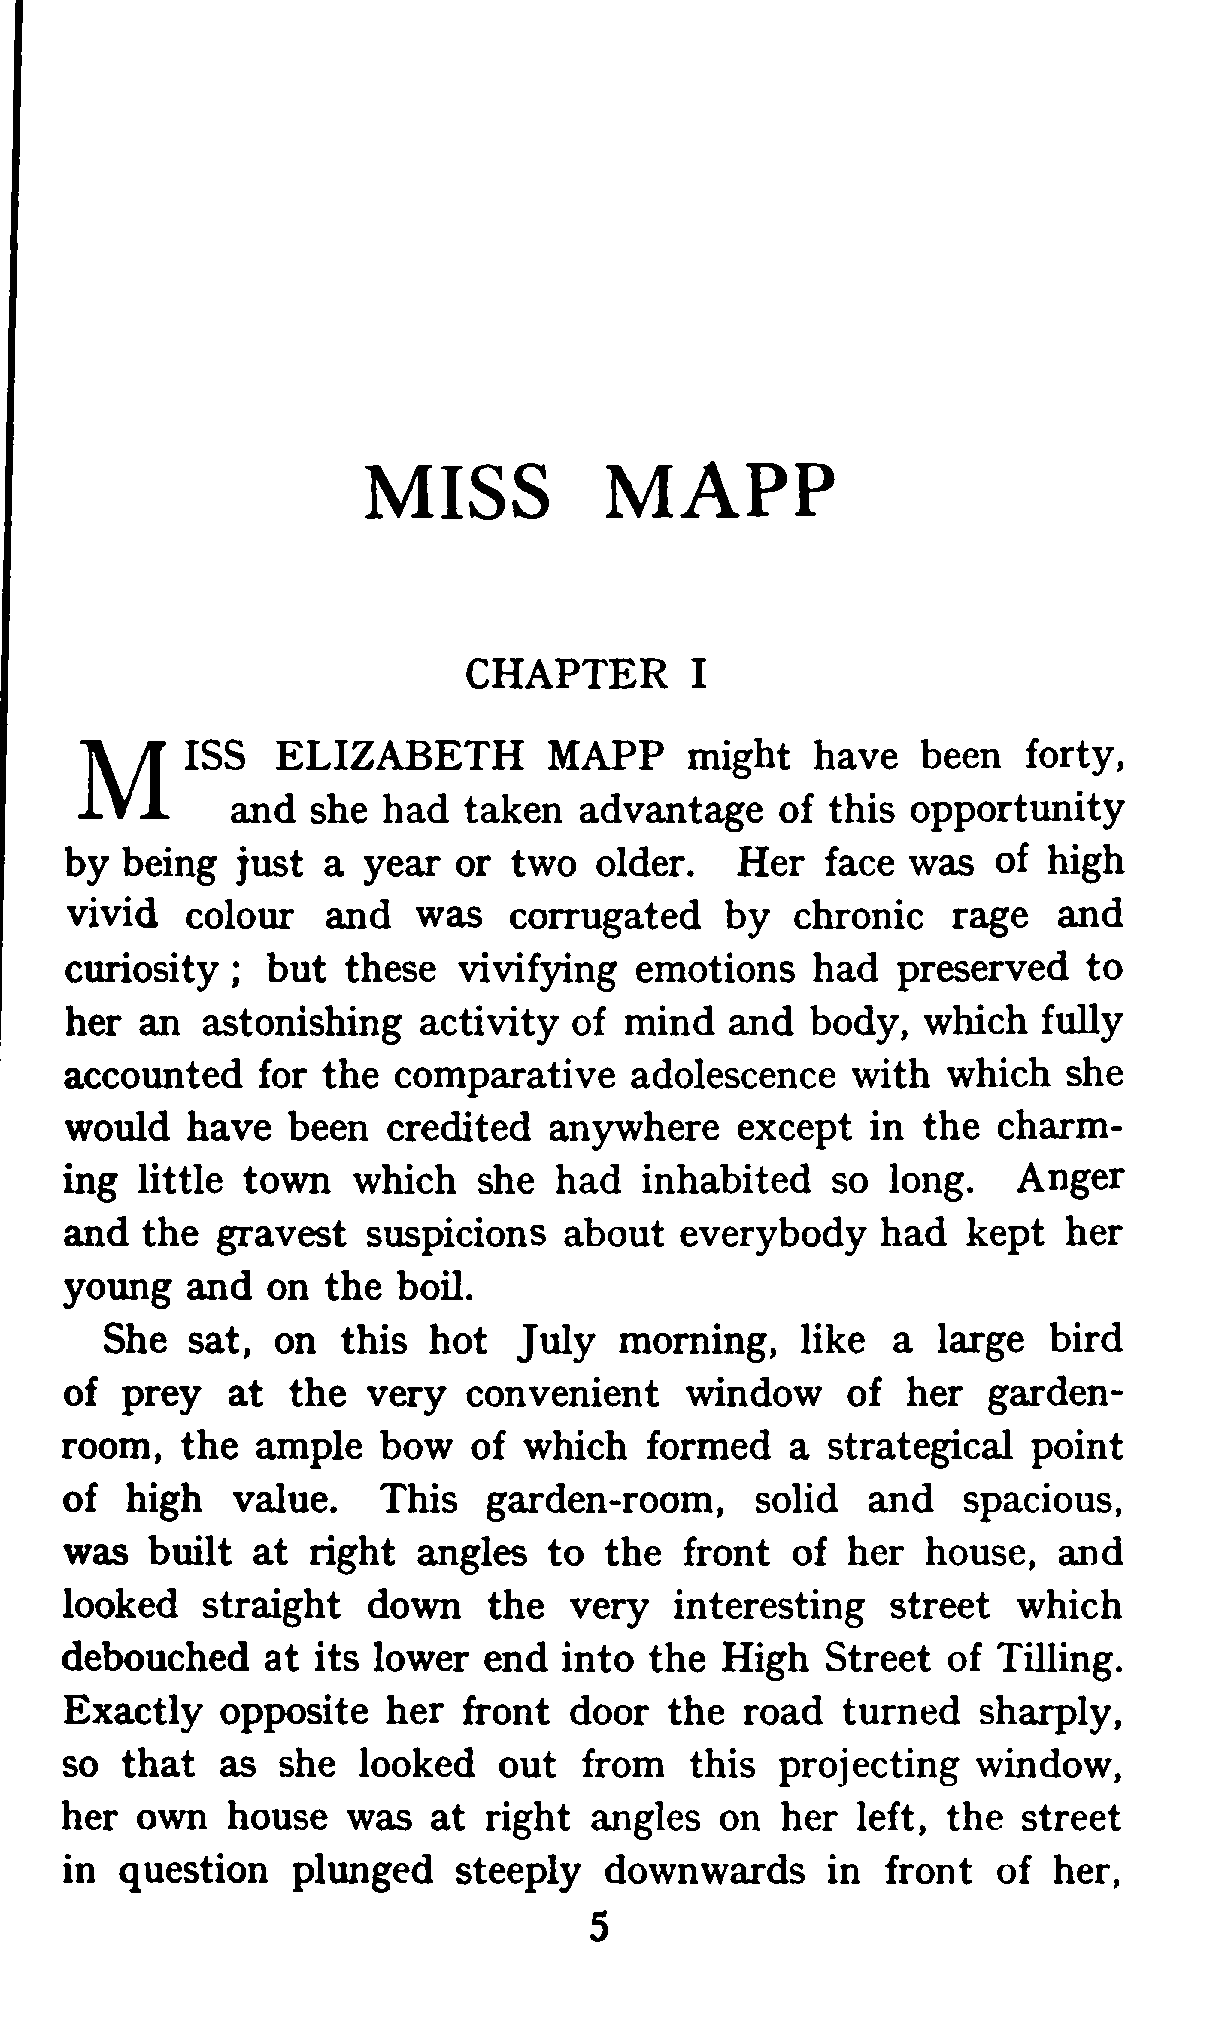 MISS MAPP
CHAPTER I
MISS ELIZABETH MAPP might have been forty,
and she had taken advantage of this opportunity
by being just a year or two older. Her face was of high
vivid colour and was corrugated by chronic rage and
curiosity ; but these vivifying emotions had preserved to
her an astonishing activity of mind and body, which fully
accounted for the comparative adolescence with which she
would have been credited anywhere except in the charm-
ing little town which she had inhabited so long. Anger
and the gravest suspicions about everybody had kept her
young and on the boil.
She sat, on this hot July morning, like a large bird
of prey at the very convenient window of her garden-
room, the ample bow of which formed a strategical point
of high value. This garden-room, solid and spacious,
was built at right angles to the front of her house, and
looked straight down the very interesting street which
debouched at its lower end into the High Street of Tilling.
Exactly opposite her front door the road turned sharply,
so that as she looked out from this projecting window,
her own house was at right angles on her left, the street
in question plunged steeply downwards in front of her,
5